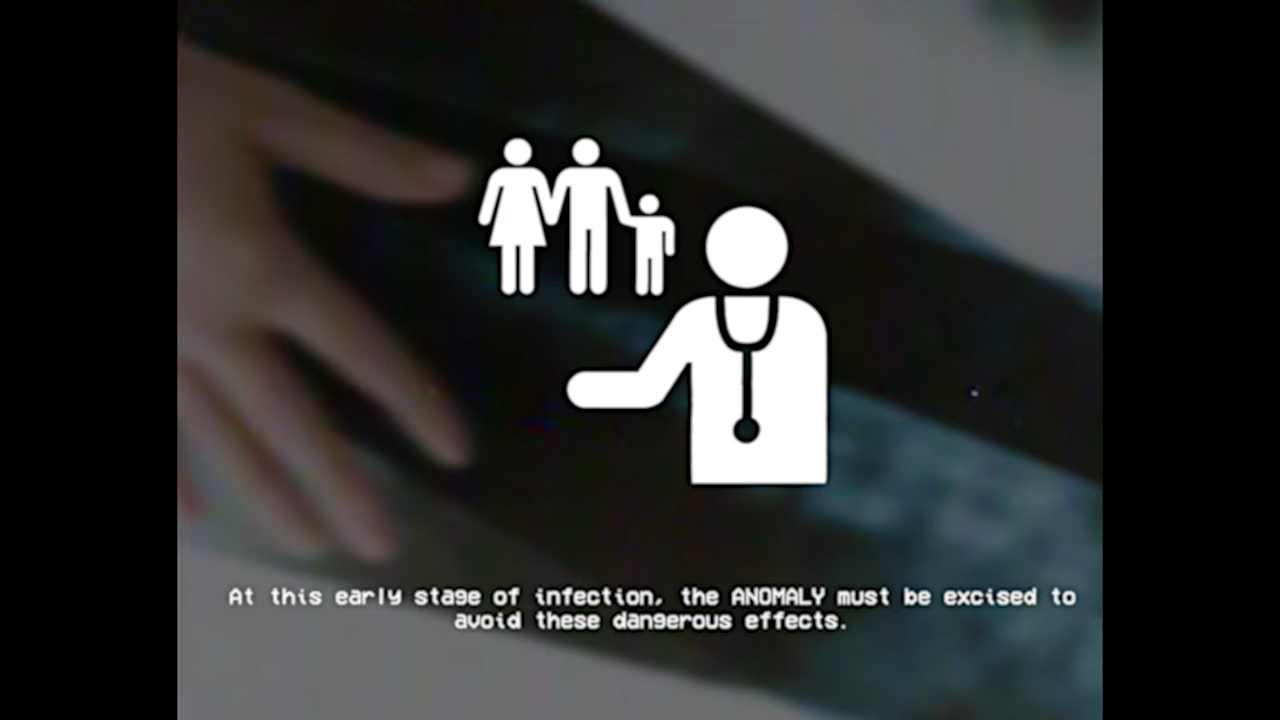 At this early stage of infection, the ANOMALY must be excised to
avoid these dangerous effects.